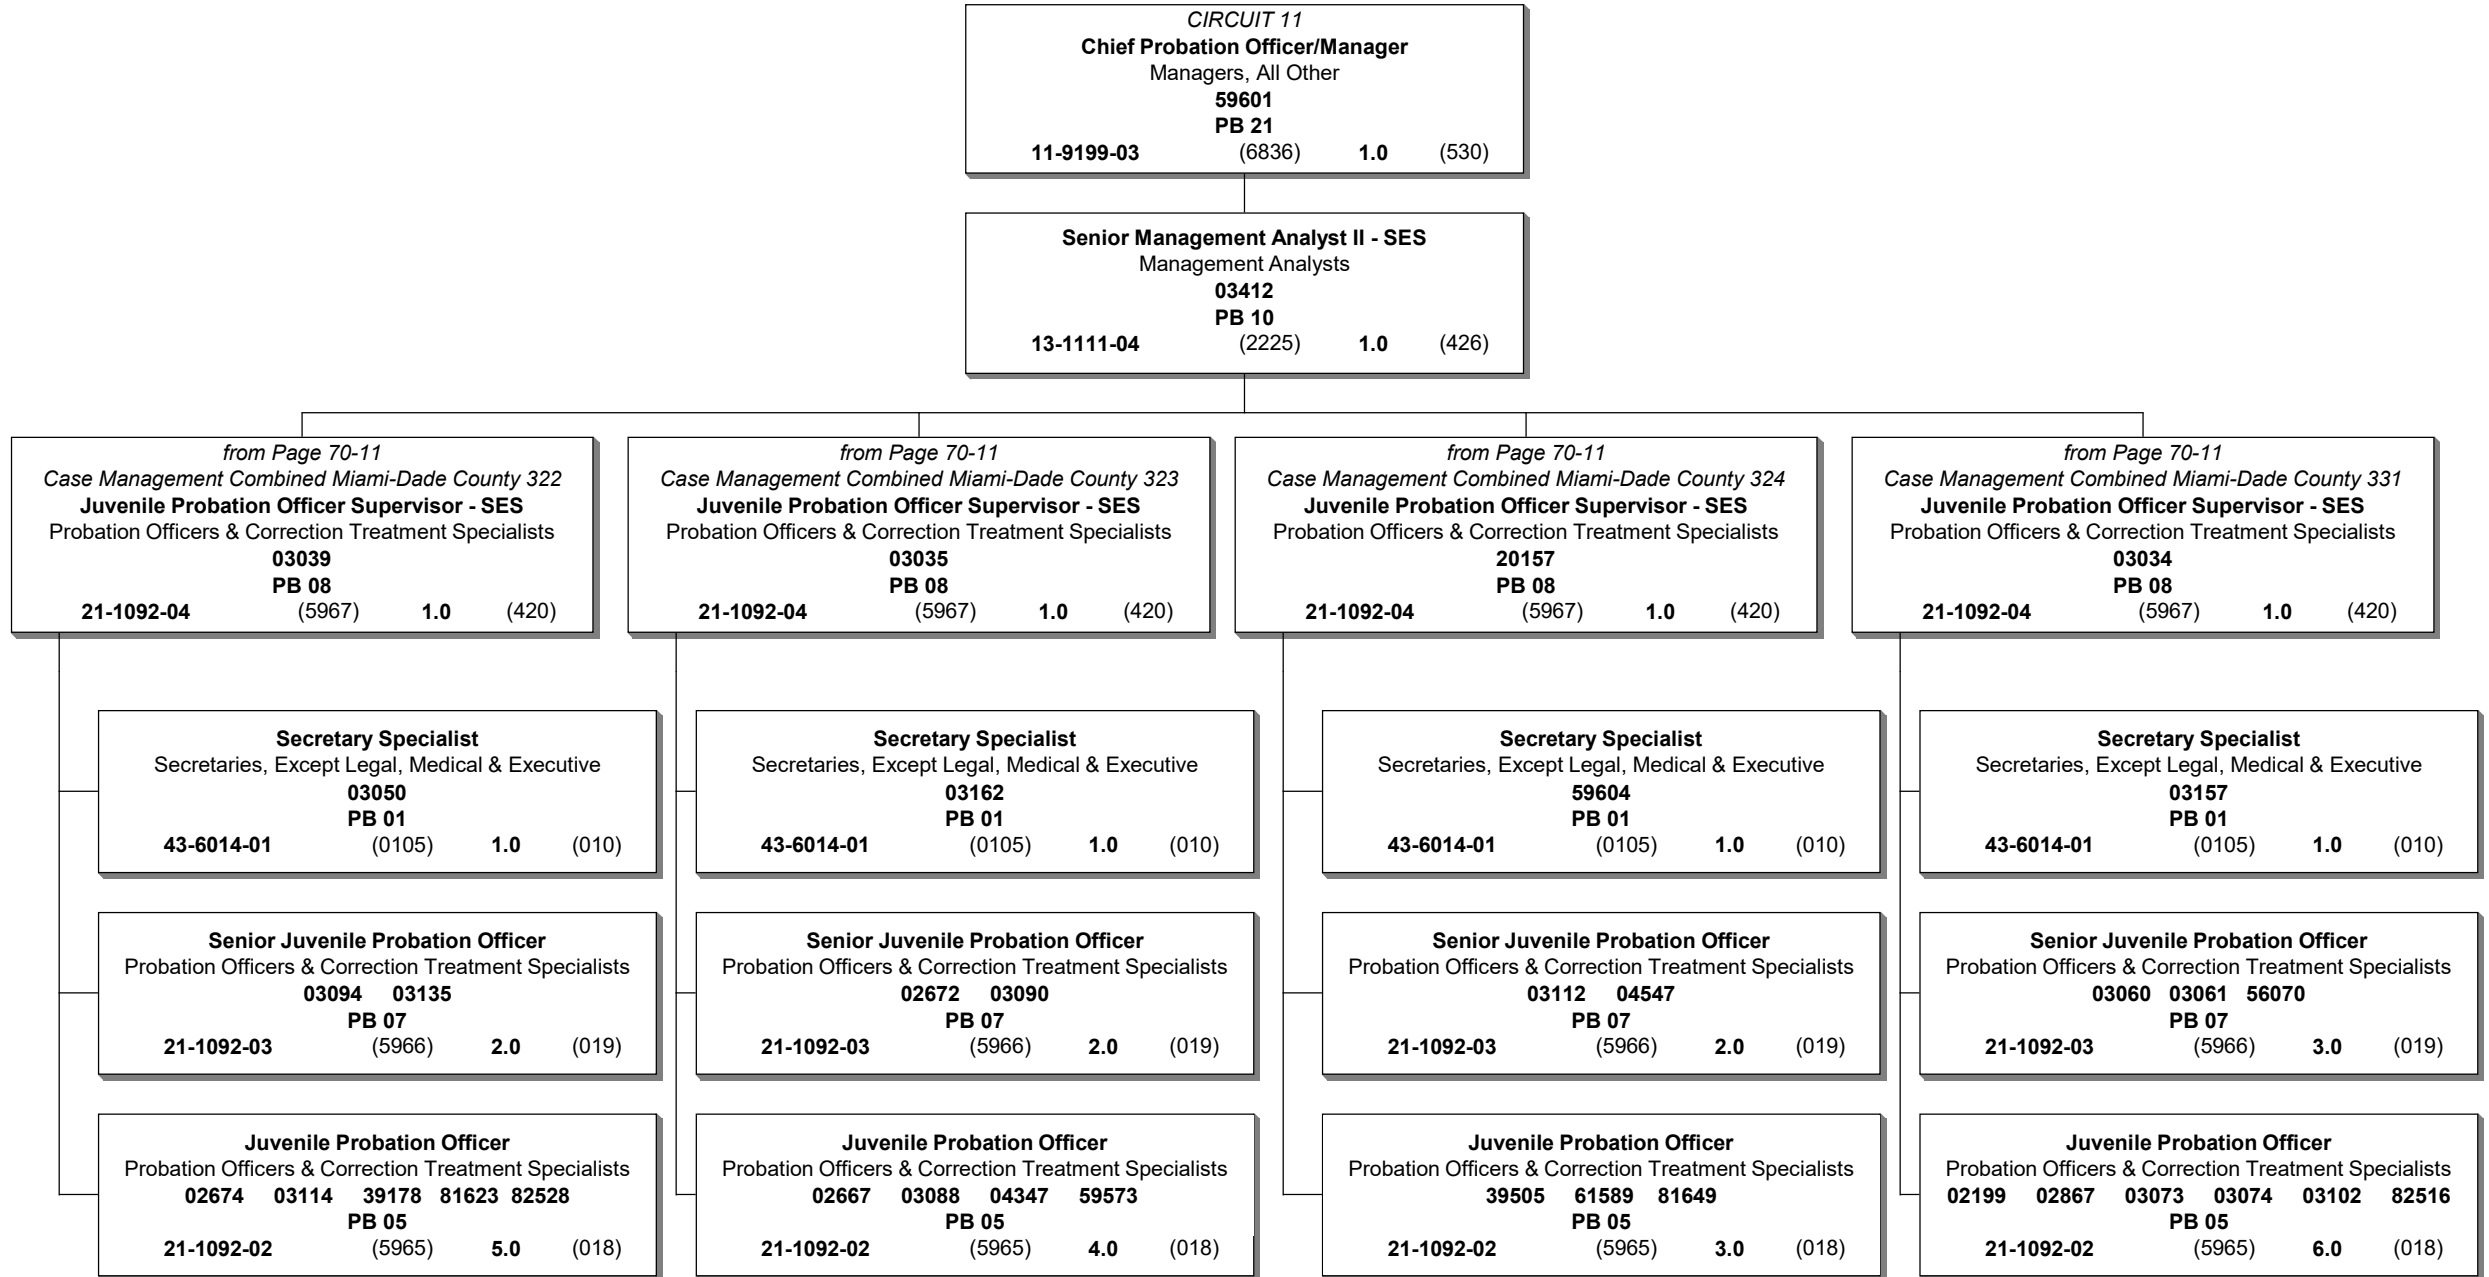 CIRCUIT 11
Chief Probation Officer/Manager
Managers, All Other
59601
PB 21
11-9199-03 (6836) 1.0 (530)
Senior Management Analyst II - SES
Management Analysts
03412
PB 10
13-1111-04 (2225) 1.0 (426)
from Page 70-11
Case Management Combined Miami-Dade County 322
Juvenile Probation Officer Supervisor - SES
Probation Officers & Correction Treatment Specialists
03039
PB 08
21-1092-04 (5967) 1.0 (420)
Secretary Specialist
Secretaries, Except Legal, Medical & Executive
03050
PB 01
43-6014-01 (0105) 1.0 (010)
Senior Juvenile Probation Officer
Probation Officers & Correction Treatment Specialists
03094 03135
PB 07
21-1092-03 (5966) 2.0 (019)
Juvenile Probation Officer
Probation Officers & Correction Treatment Specialists
02674 03114 39178 81623 82528
PB 05
21-1092-02 (5965) 5.0 (018)
from Page 70-11
Case Management Combined Miami-Dade County 323
Juvenile Probation Officer Supervisor - SES
Probation Officers & Correction Treatment Specialists
03035
PB 08
21-1092-04 (5967) 1.0 (420)
Secretary Specialist
Secretaries, Except Legal, Medical & Executive
03162
PB 01
43-6014-01 (0105) 1.0 (010)
Senior Juvenile Probation Officer
Probation Officers & Correction Treatment Specialists
02672 03090
PB 07
21-1092-03 (5966) 2.0 (019)
Juvenile Probation Officer
Probation Officers & Correction Treatment Specialists
02667 03088 04347 59573
PB 05
21-1092-02 (5965) 4.0 (018)
from Page 70-11
Case Management Combined Miami-Dade County 324
Juvenile Probation Officer Supervisor - SES
Probation Officers & Correction Treatment Specialists
20157
PB 08
21-1092-04 (5967) 1.0 (420)
Secretary Specialist
Secretaries, Except Legal, Medical & Executive
59604
PB 01
43-6014-01 (0105) 1.0 (010)
Senior Juvenile Probation Officer
Probation Officers & Correction Treatment Specialists
03112 04547
PB 07
21-1092-03 (5966) 2.0 (019)
Juvenile Probation Officer
Probation Officers & Correction Treatment Specialists
39505 61589 81649
PB 05
21-1092-02 (5965) 3.0 (018)
from Page 70-11
Case Management Combined Miami-Dade County 331
Juvenile Probation Officer Supervisor - SES
Probation Officers & Correction Treatment Specialists
03034
PB 08
21-1092-04 (5967) 1.0 (420)
Secretary Specialist
Secretaries, Except Legal, Medical & Executive
03157
PB 01
43-6014-01 (0105) 1.0 (010)
Senior Juvenile Probation Officer
Probation Officers & Correction Treatment Specialists
03060 03061 56070
PB 07
21-1092-03 (5966) 3.0 (019)
Juvenile Probation Officer
Probation Officers & Correction Treatment Specialists
02199 02867 03073 03074 03102 82516
PB 05
21-1092-02 (5965) 6.0 (018)